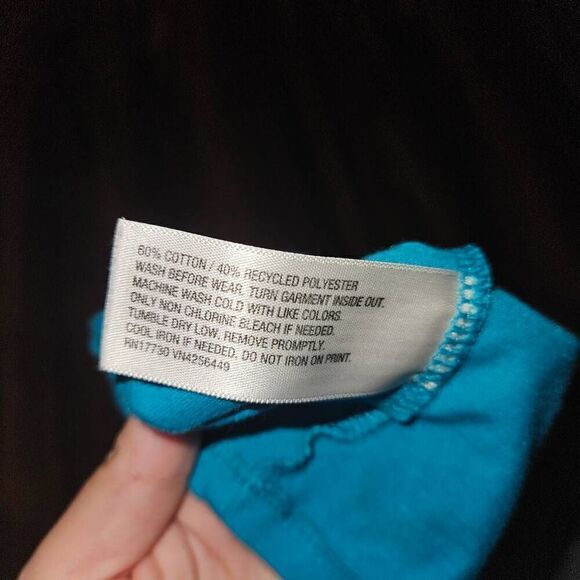 60% COTTON / 40% RECYCLED POLYESTER
WASH BEFORE WEAR. TURN GARMENT INSIDE OUT.
MACHINE WASH COLD WITH LIKE COLORS.
ONLY NON CHLORINE BLEACH IF NEEDED.
TUMBLE DRY LOW. REMOVE PROMPTLY.
COOL IRON IF NEEDED. DO NOT IRON ON PRINT.
RN17730 VN4256449